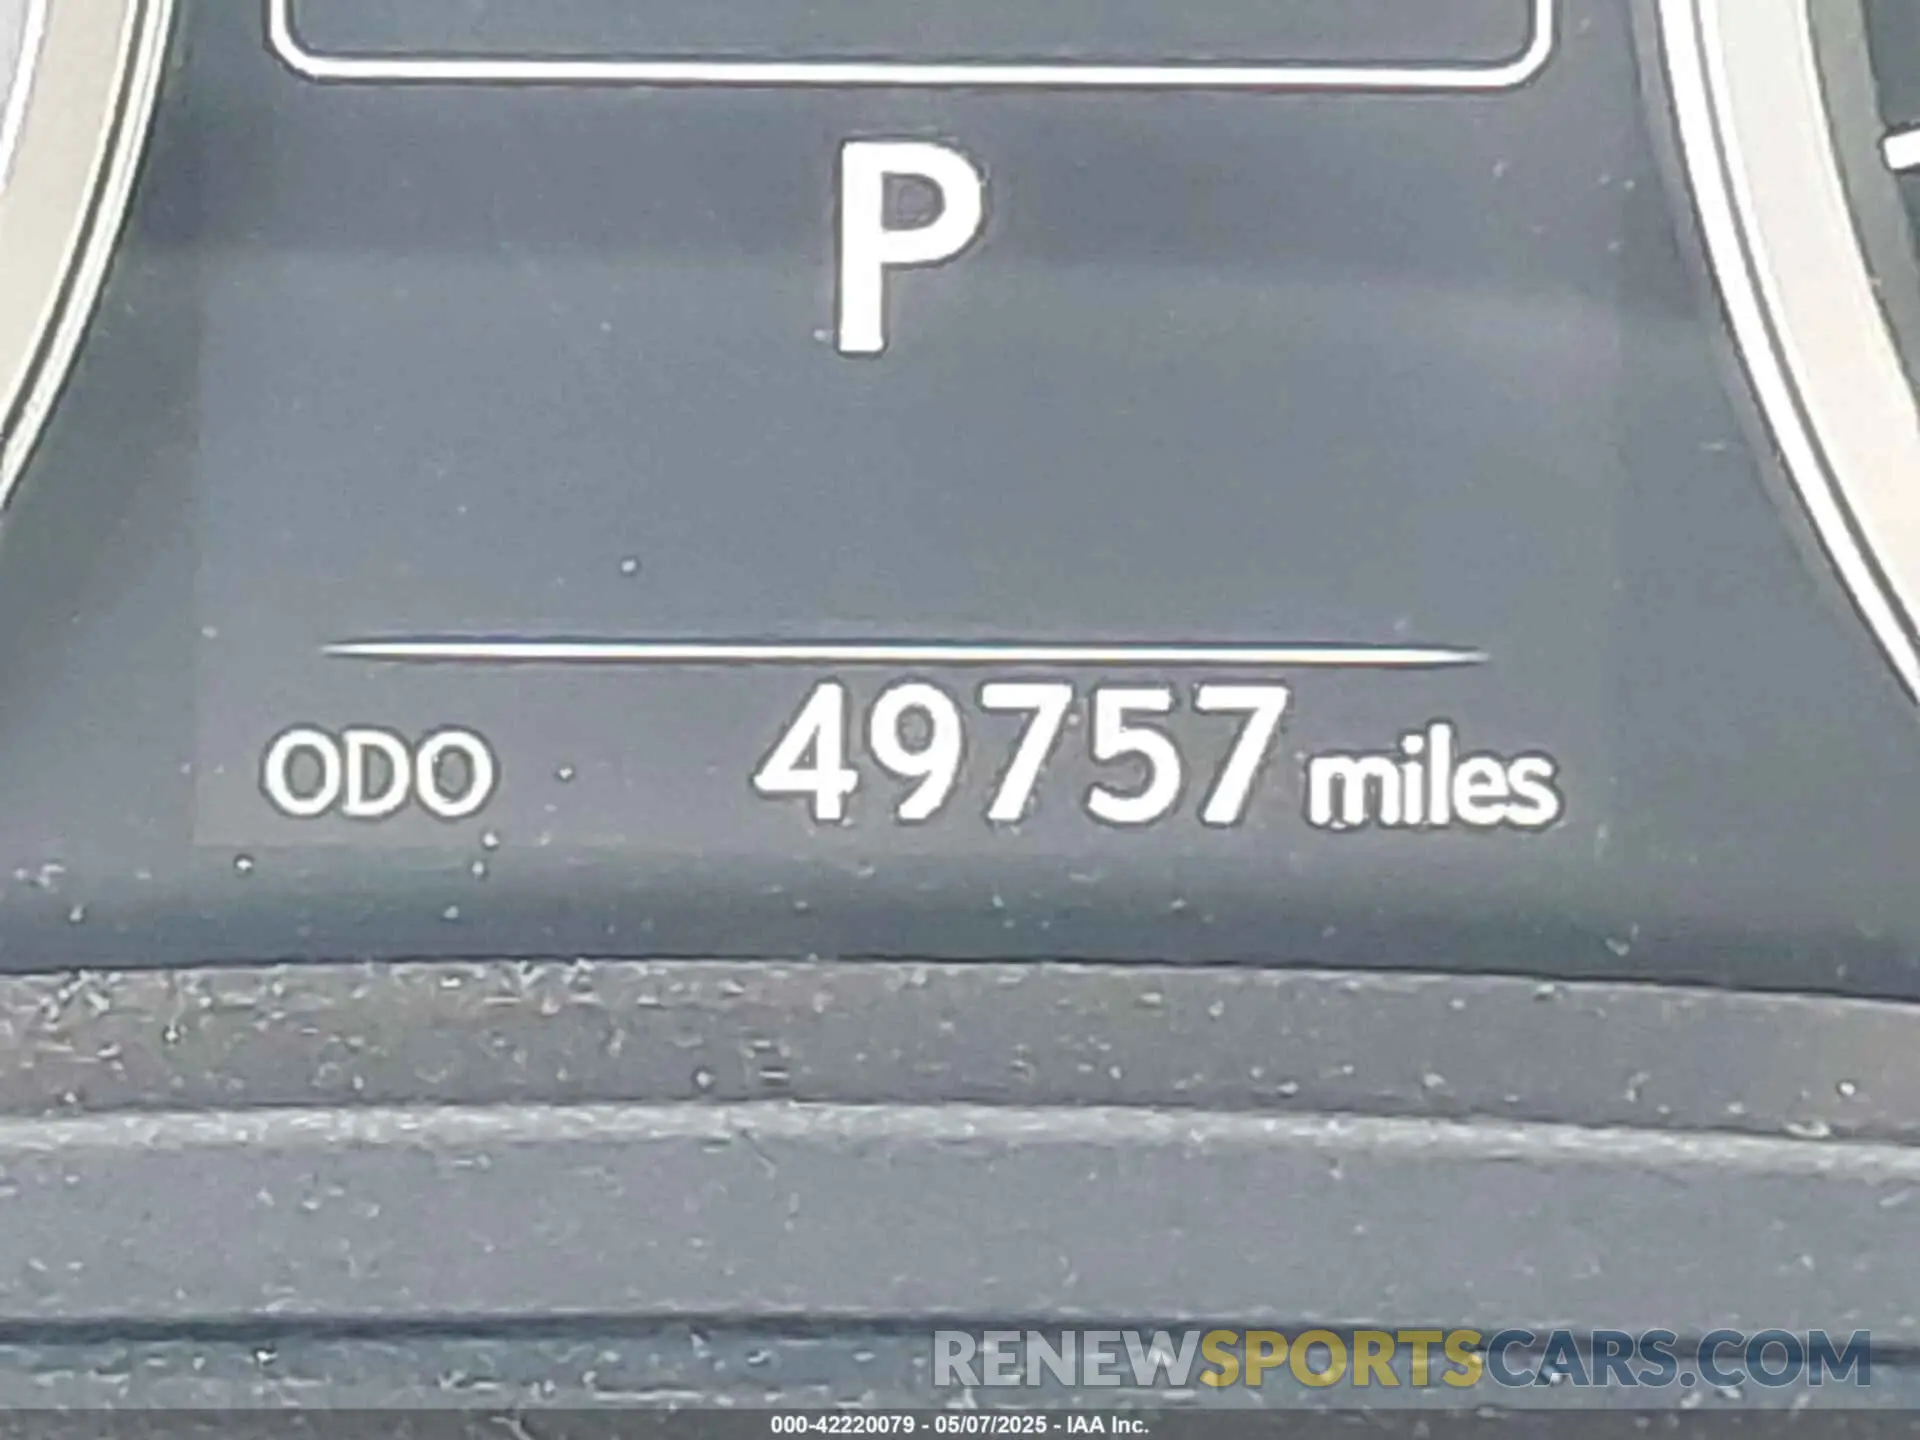 P
ODO 49757 miles
RENEWSPORTSCARS.COM
000-42220079 - 05/07/2025 - IAA Inc.